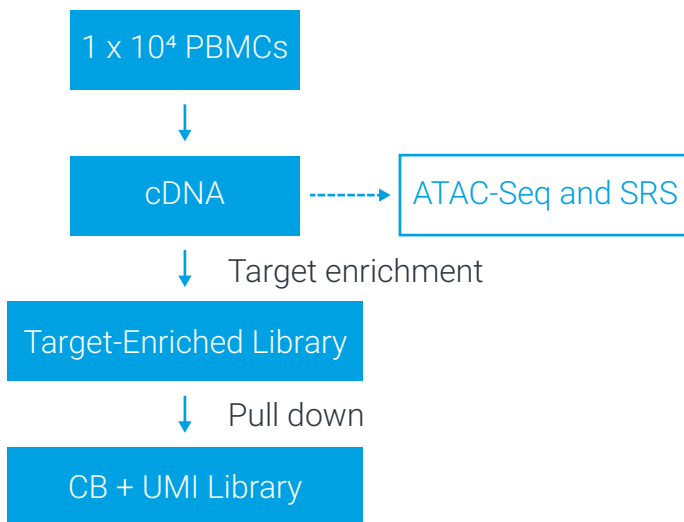 1 x 10⁴ PBMCs
cDNA
ATAC-Seq and SRS
Target enrichment
Target-Enriched Library
Pull down
CB + UMI Library